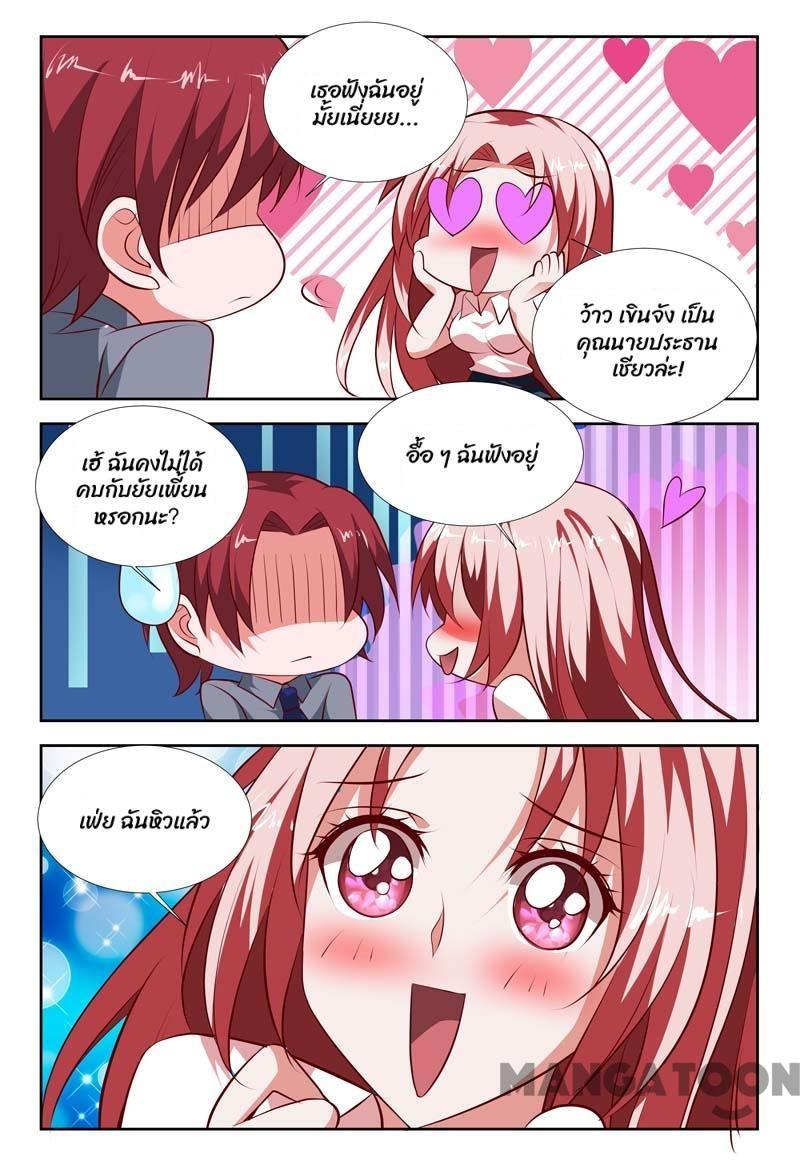 เธอฟังฉันอยู่
มั้ยเนี่ยยย...
ว้าว เขินจัง เป็น
คุณนายประธาน
เชียวล่ะ!
เฮ้ ฉันคงไม่ได้
คบกับยัยเพี้ยน
หรอกนะ?
อื้อ ๆ ฉันฟังอยู่
เฟ่ย ฉันหิวแล้ว
MANGATOON